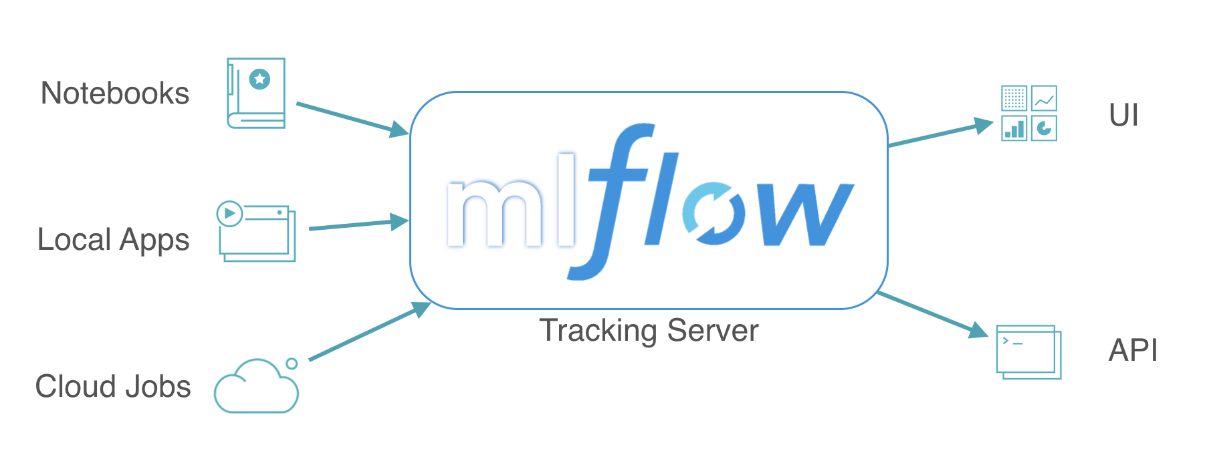 Notebooks
Local Apps
Cloud Jobs
mlflow
Tracking Server
UI
API